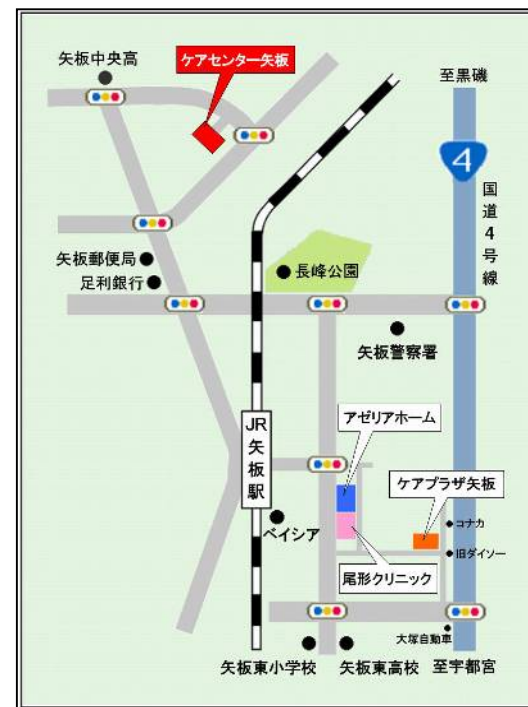 ケアセンター矢板
矢板中央高
至黒磯
4
国道4号線
矢板郵便局
足利銀行
長峰公園
矢板警察署
JR矢板駅
アゼリアホーム
ケアプラザ矢板
コナカ
ベイシア
旧ダイソー
尾形クリニック
大塚自動車
矢板東小学校
矢板東高校
至宇都宮